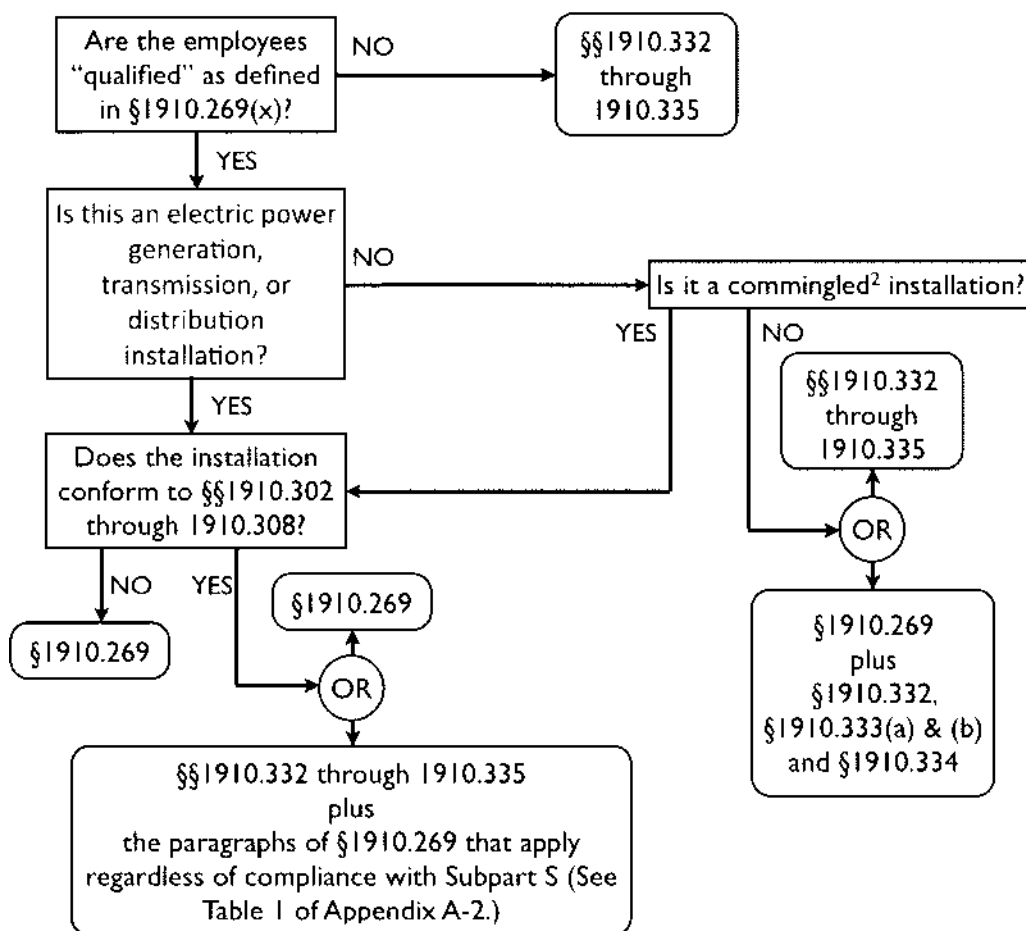 Are the employees
“qualified” as defined
in §1910.269(x)?
NO
§§1910.332
through
1910.335
YES
Is this an electric power
generation,
transmission, or
distribution
installation?
NO
Is it a commingled² installation?
YES
NO
§§1910.332
through
1910.335
OR
§1910.269
plus
§1910.332,
§1910.333(a) & (b)
and §1910.334
YES
Does the installation
conform to §§1910.302
through 1910.308?
NO
§1910.269
YES
§1910.269
OR
§§1910.332 through 1910.335
plus
the paragraphs of §1910.269 that apply
regardless of compliance with Subpart S (See
Table 1 of Appendix A-2.)